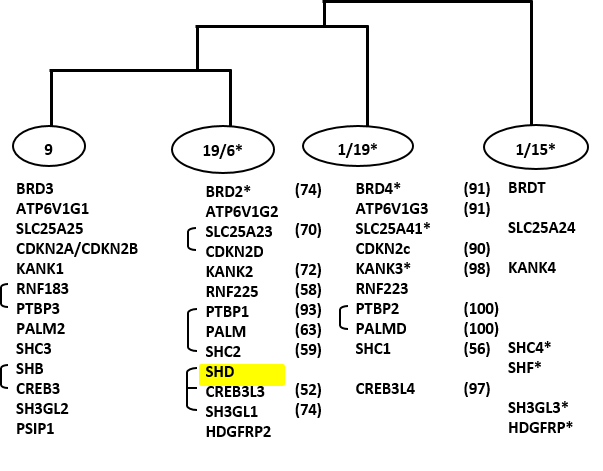 9 19/6* 1/19* 1/15*
BRD3 BRD2* (74) BRD4* (91) BRDT
ATP6V1G1 ATP6V1G2 ATP6V1G3 (91)
SLC25A25 SLC25A23 (70) SLC25A41* SLC25A24
CDKN2A/CDKN2B CDKN2D CDKN2c (90)
KANK1 KANK2 (72) KANK3* (98) KANK4
RNF183 RNF225 (58) RNF223
PTBP3 PTBP1 (93) PTBP2 (100)
PALM2 PALM (63) PALMD (100)
SHC3 SHC2 (59) SHC1 (56) SHC4*
SHB SHD SHF*
CREB3 CREB3L3 (52) CREB3L4 (97)
SH3GL2 SH3GL1 (74) SH3GL3*
PSIP1 HDGFRP2 HDGFRP*